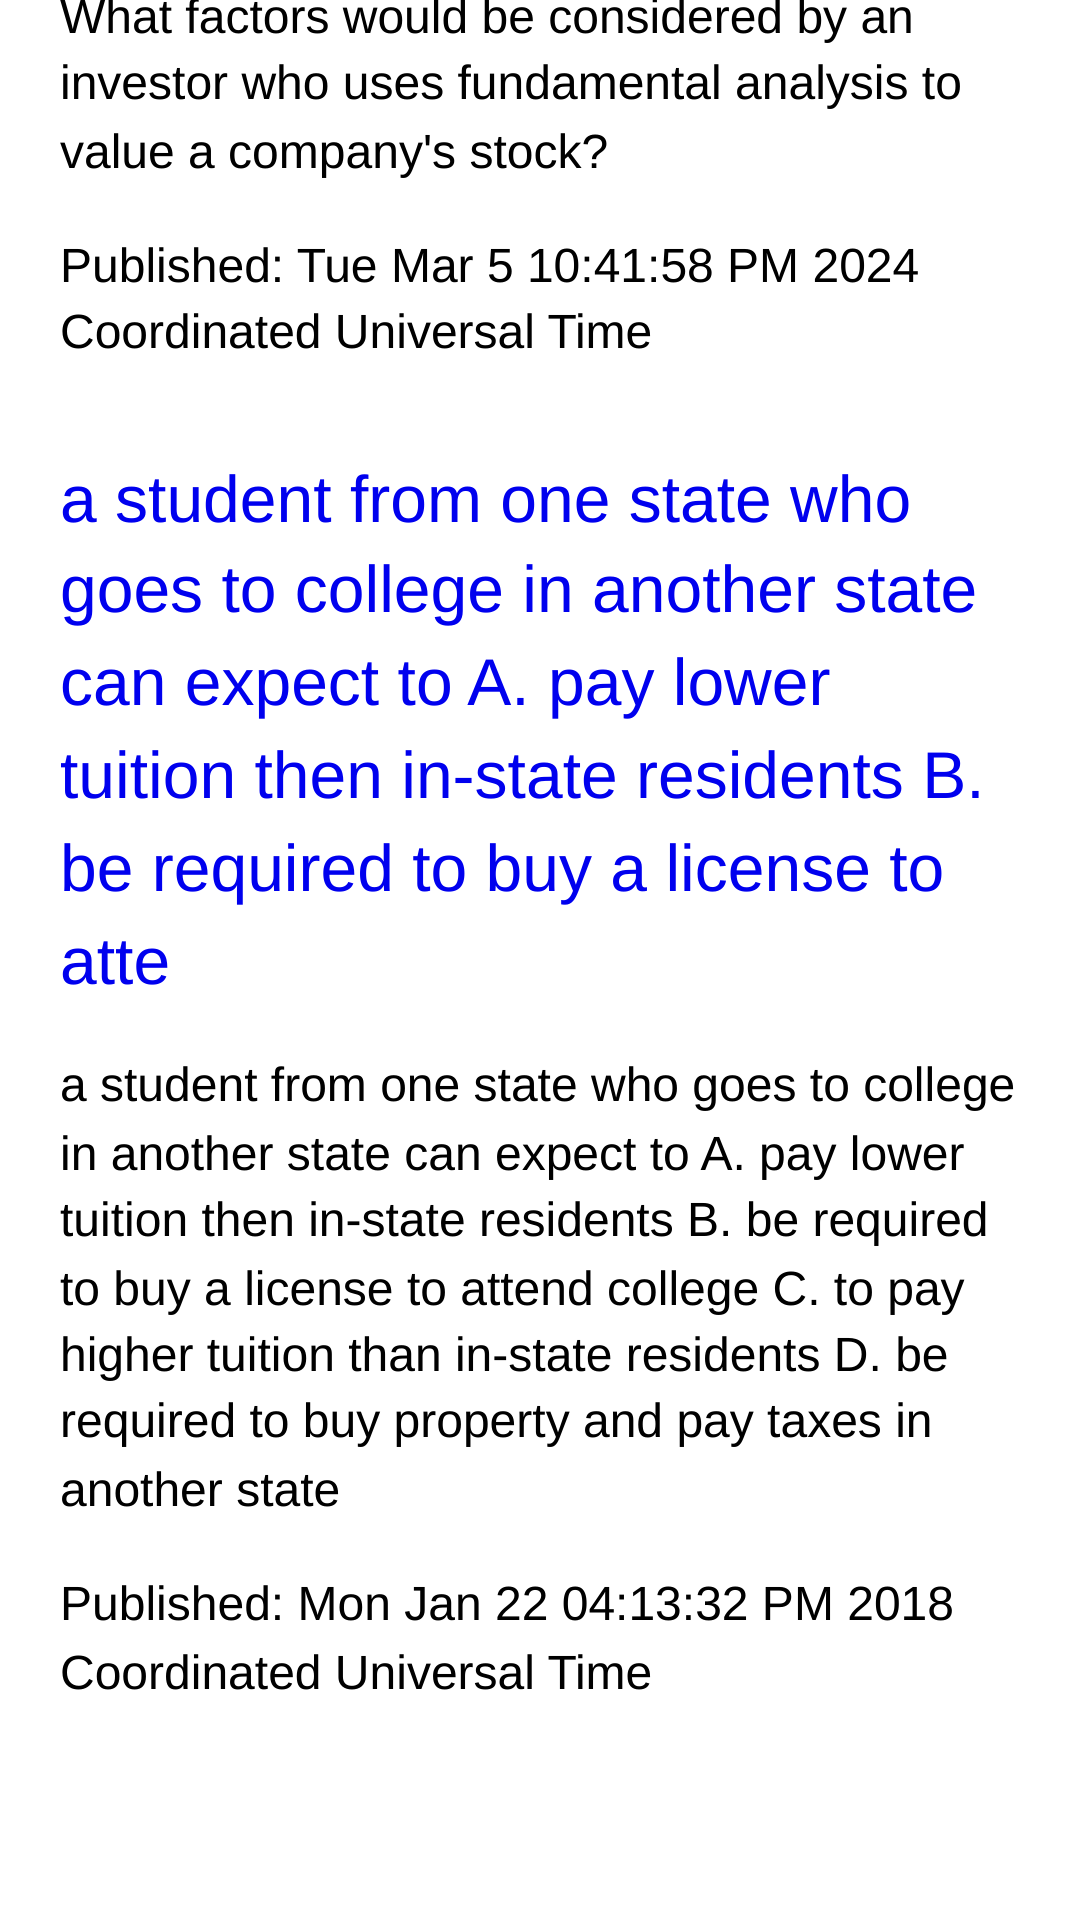 What factors would be considered by an
investor who uses fundamental analysis to
value a company's stock?
Published: Tue Mar 5 10:41:58 PM 2024
Coordinated Universal Time
a student from one state who
goes to college in another state
can expect to A. pay lower
tuition then in-state residents B.
be required to buy a license to
atte
a student from one state who goes to college
in another state can expect to A. pay lower
tuition then in-state residents B. be required
to buy a license to attend college C. to pay
higher tuition than in-state residents D. be
required to buy property and pay taxes in
another state
Published: Mon Jan 22 04:13:32 PM 2018
Coordinated Universal Time